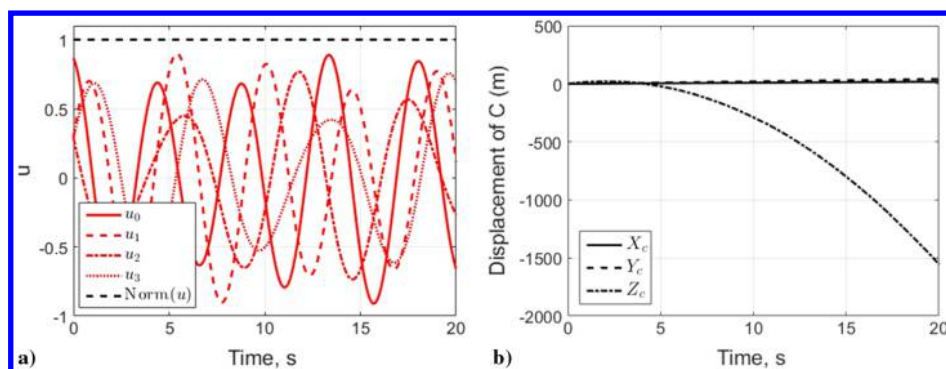 1
0.5
0
-0.5
-1
u
u0
u1
u2
u3
Norm(u)
0 5 10 15 20
Time, s
a)
500
0
-500
-1000
-1500
-2000
Displacement of C (m)
Xc
Yc
Zc
0 5 10 15 20
Time, s
b)